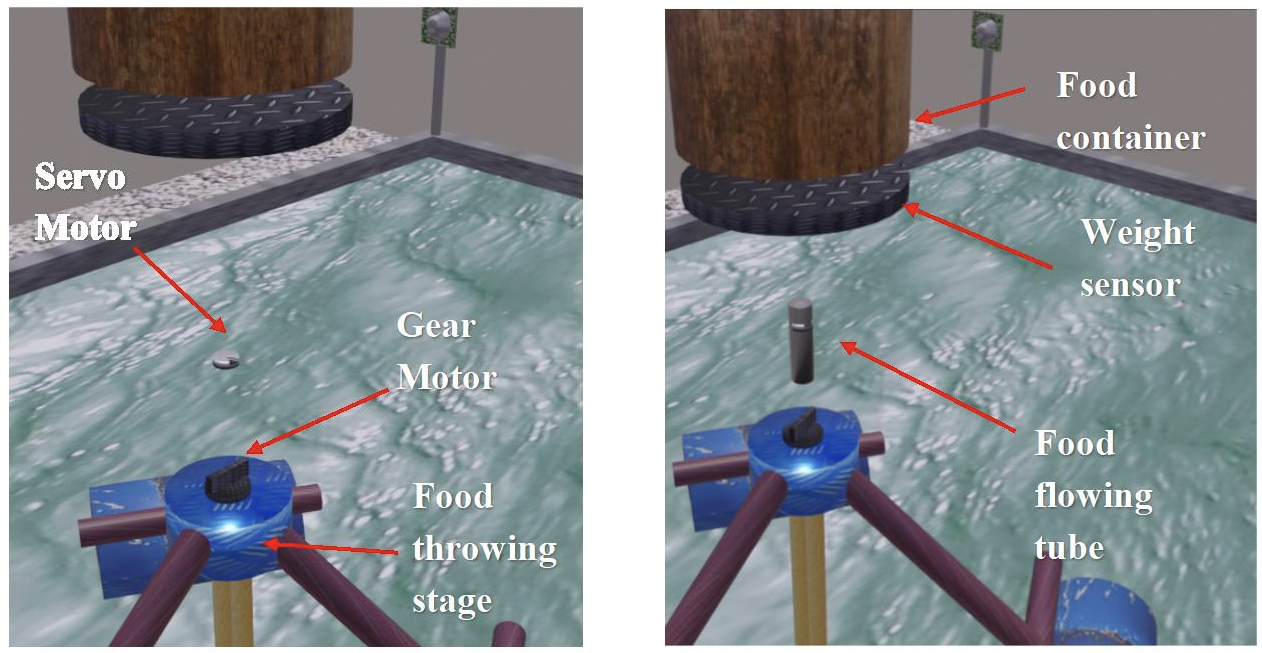 Servo
Motor
Gear
Motor
Food
throwing
stage
Food
container
Weight
sensor
Food
flowing
tube